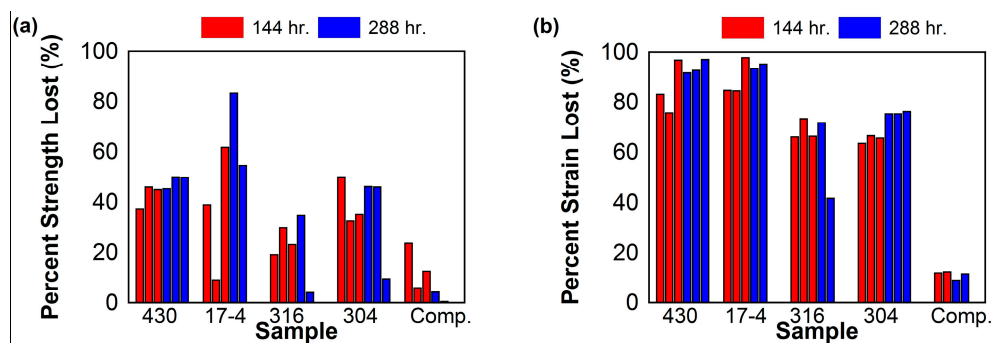 (a)
144 hr. 288 hr.
Percent Strength Lost (%)
100
80
60
40
20
0
430 17-4 316 304 Comp.
Sample
(b)
144 hr. 288 hr.
Percent Strain Lost (%)
100
80
60
40
20
0
430 17-4 316 304 Comp.
Sample